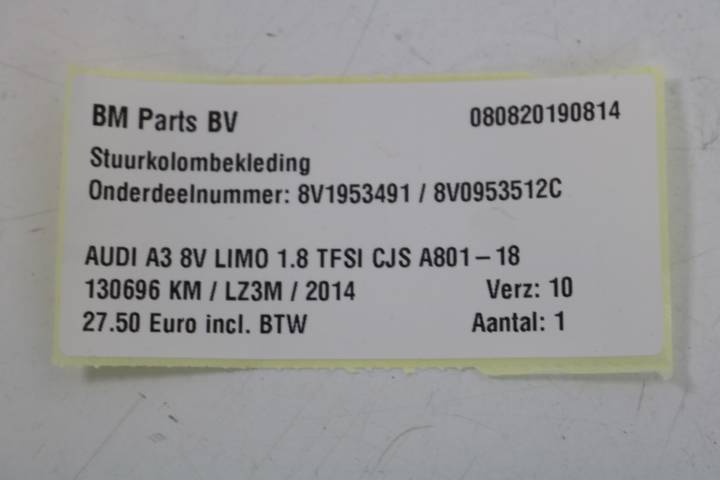 BM Parts BV 080820190814
Stuurkolombekleding
Onderdeelnummer: 8V1953491 / 8V0953512C
AUDI A3 8V LIMO 1.8 TFSI CJS A801-18
130696 KM / LZ3M / 2014 Verz: 10
27.50 Euro incl. BTW Aantal: 1